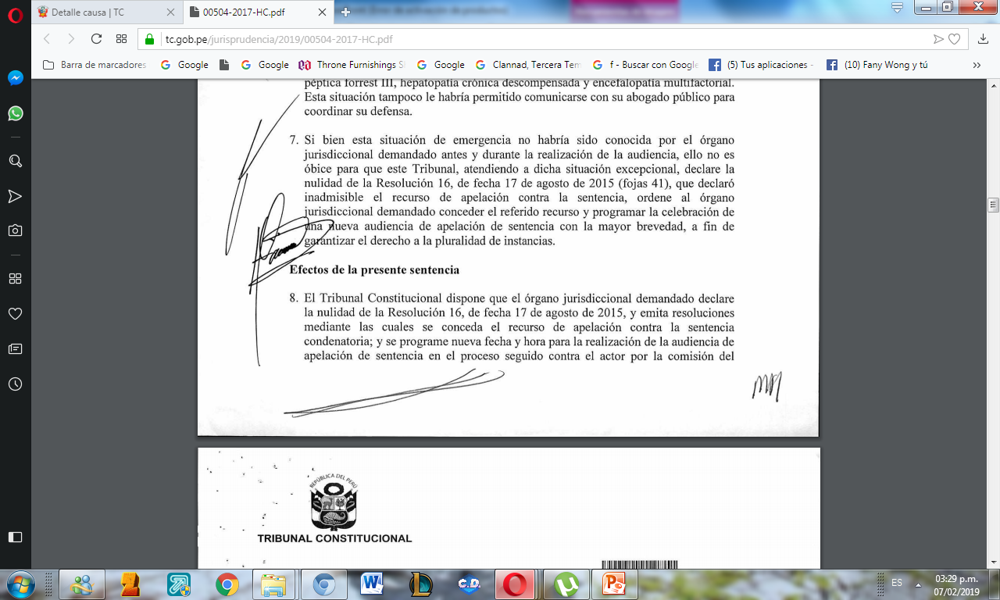 Detalle causa | TC
00504-2017-HC.pdf
tc.gob.pe/jurisprudencia/2019/00504-2017-HC.pdf
Barra de marcadores
Google
Google
Throne Furnishings S
Google
Clannad, Tercera Tem
f - Buscar con Google
(5) Tus aplicaciones -
(10) Fany Wong y tú
péptica forrest III, hepatopatía crónica descompensada y encefalopatía multifactorial.
Esta situación tampoco le habría permitido comunicarse con su abogado público para
coordinar su defensa.
7. Si bien esta situación de emergencia no habría sido conocida por el órgano
jurisdiccional demandado antes y durante la realización de la audiencia, ello no es
óbice para que este Tribunal, atendiendo a dicha situación excepcional, declare la
nulidad de la Resolución 16, de fecha 17 de agosto de 2015 (fojas 41), que declaró
inadmisible el recurso de apelación contra la sentencia, ordene al órgano
jurisdiccional demandado conceder el referido recurso y programar la celebración de
una nueva audiencia de apelación de sentencia con la mayor brevedad, a fin de
garantizar el derecho a la pluralidad de instancias.
Efectos de la presente sentencia
8. El Tribunal Constitucional dispone que el órgano jurisdiccional demandado declare
la nulidad de la Resolución 16, de fecha 17 de agosto de 2015, y emita resoluciones
mediante las cuales se conceda el recurso de apelación contra la sentencia
condenatoria; y se programe nueva fecha y hora para la realización de la audiencia de
apelación de sentencia en el proceso seguido contra el actor por la comisión del
REPÚBLICA DEL PERÚ
TRIBUNAL CONSTITUCIONAL
C.D.
ES
03:29 p.m.
07/02/2019